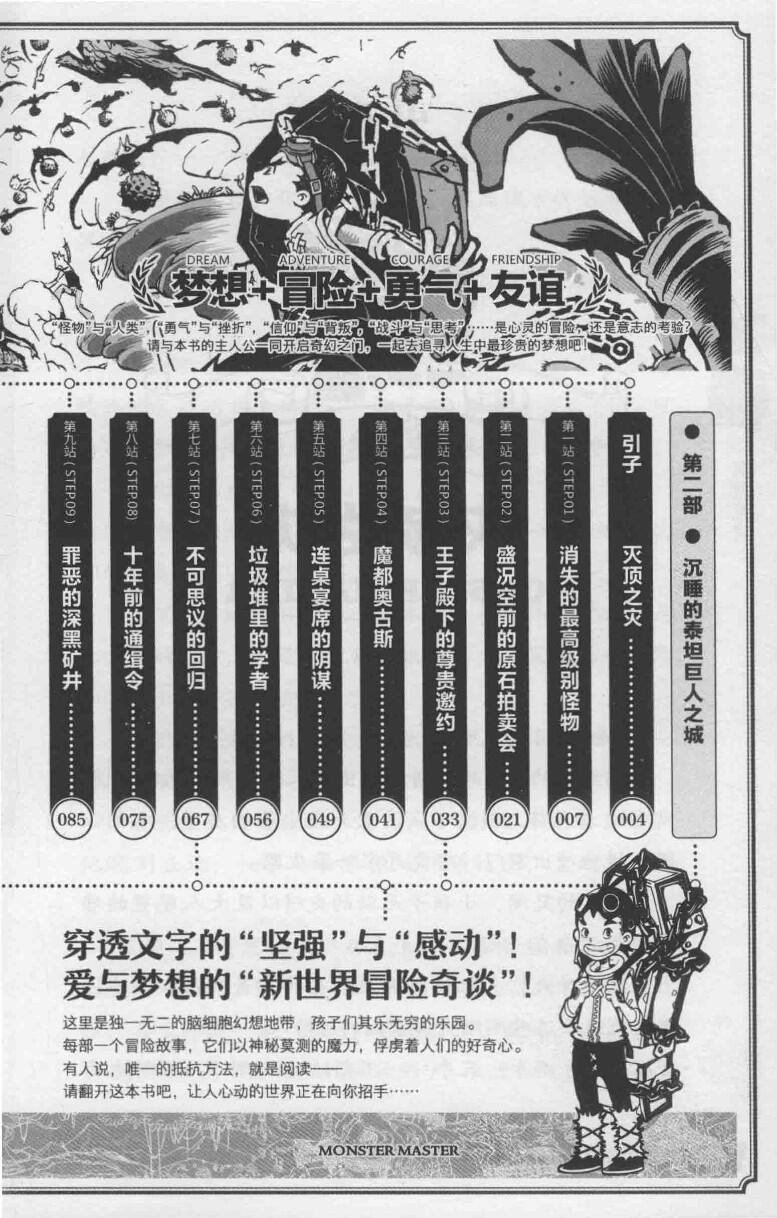 DREAM ADVENTURE COURAGE FRIENDSHIP
梦想+冒险+勇气+友谊
“怪物”与“人类”，“勇气”与“挫折”，“信仰”与“背叛”，“战斗”与“思考”……是心灵的冒险，还是意志的考验？
请与本书的主人公一同开启奇幻之门，一起去追寻人生中最珍贵的梦想吧！
● 第二部 ● 沉睡的泰坦巨人之城
引子 灭顶之灾 004
第一站（STEP01） 消失的最高级别怪物 007
第二站（STEP02） 盛况空前的原石拍卖会 021
第三站（STEP03） 王子殿下的尊贵邀约 033
第四站（STEP04） 魔都奥古斯 041
第五站（STEP05） 连桌宴席的阴谋 049
第六站（STEP06） 垃圾堆里的学者 056
第七站（STEP07） 不可思议的回归 067
第八站（STEP08） 十年前的通缉令 075
第九站（STEP09） 罪恶的深黑矿井 085
穿透文字的“坚强”与“感动”！
爱与梦想的“新世界冒险奇谈”！
这里是独一无二的脑细胞幻想地带，孩子们其乐无穷的乐园。
每部一个冒险故事，它们以神秘莫测的魔力，俘虏着人们的好奇心。
有人说，唯一的抵抗方法，就是阅读——
请翻开这本书吧，让人心动的世界正在向你招手……
MONSTER MASTER